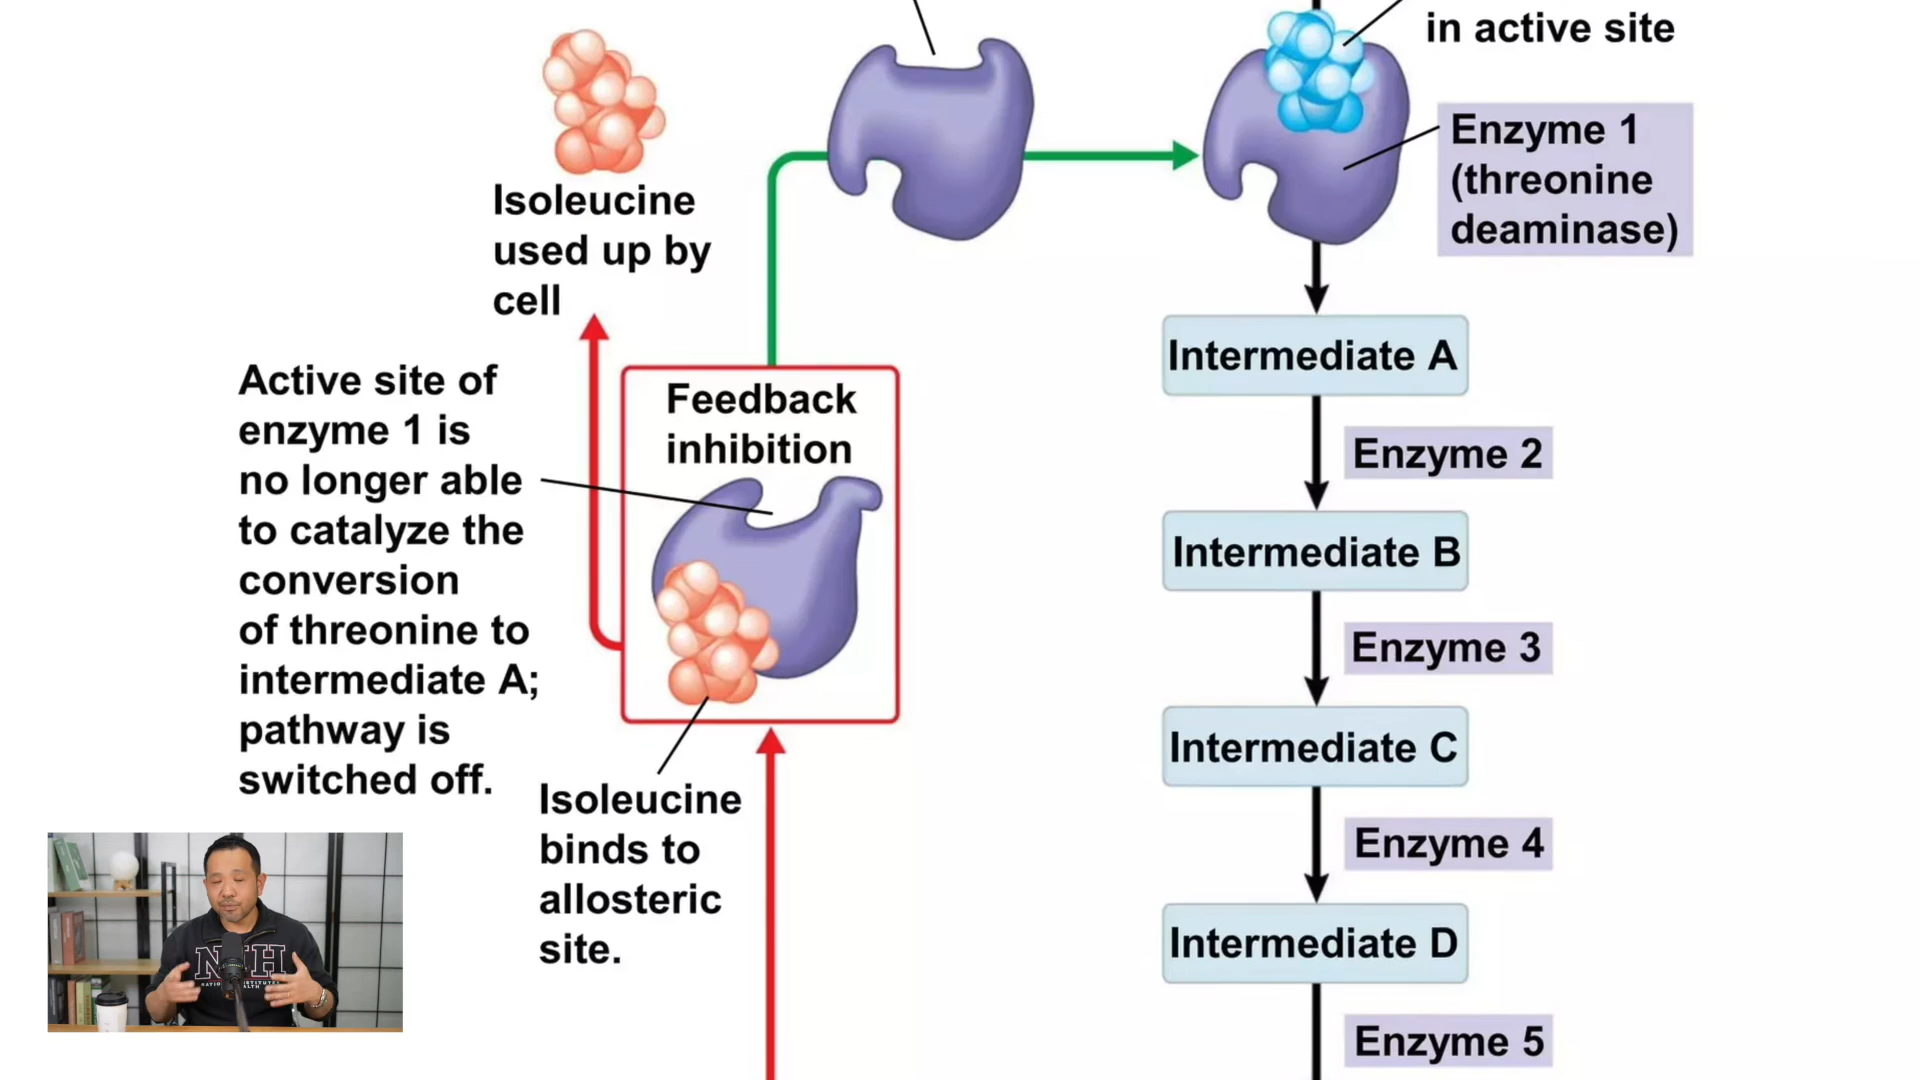 in active site
Enzyme 1
(threonine
deaminase)
Isoleucine
used up by
cell
Intermediate A
Active site of
enzyme 1 is
no longer able
to catalyze the
conversion
of threonine to
intermediate A;
pathway is
switched off.
Feedback
inhibition
Enzyme 2
Intermediate B
Enzyme 3
Intermediate C
Isoleucine
binds to
allosteric
site.
Enzyme 4
Intermediate D
Enzyme 5
NIH